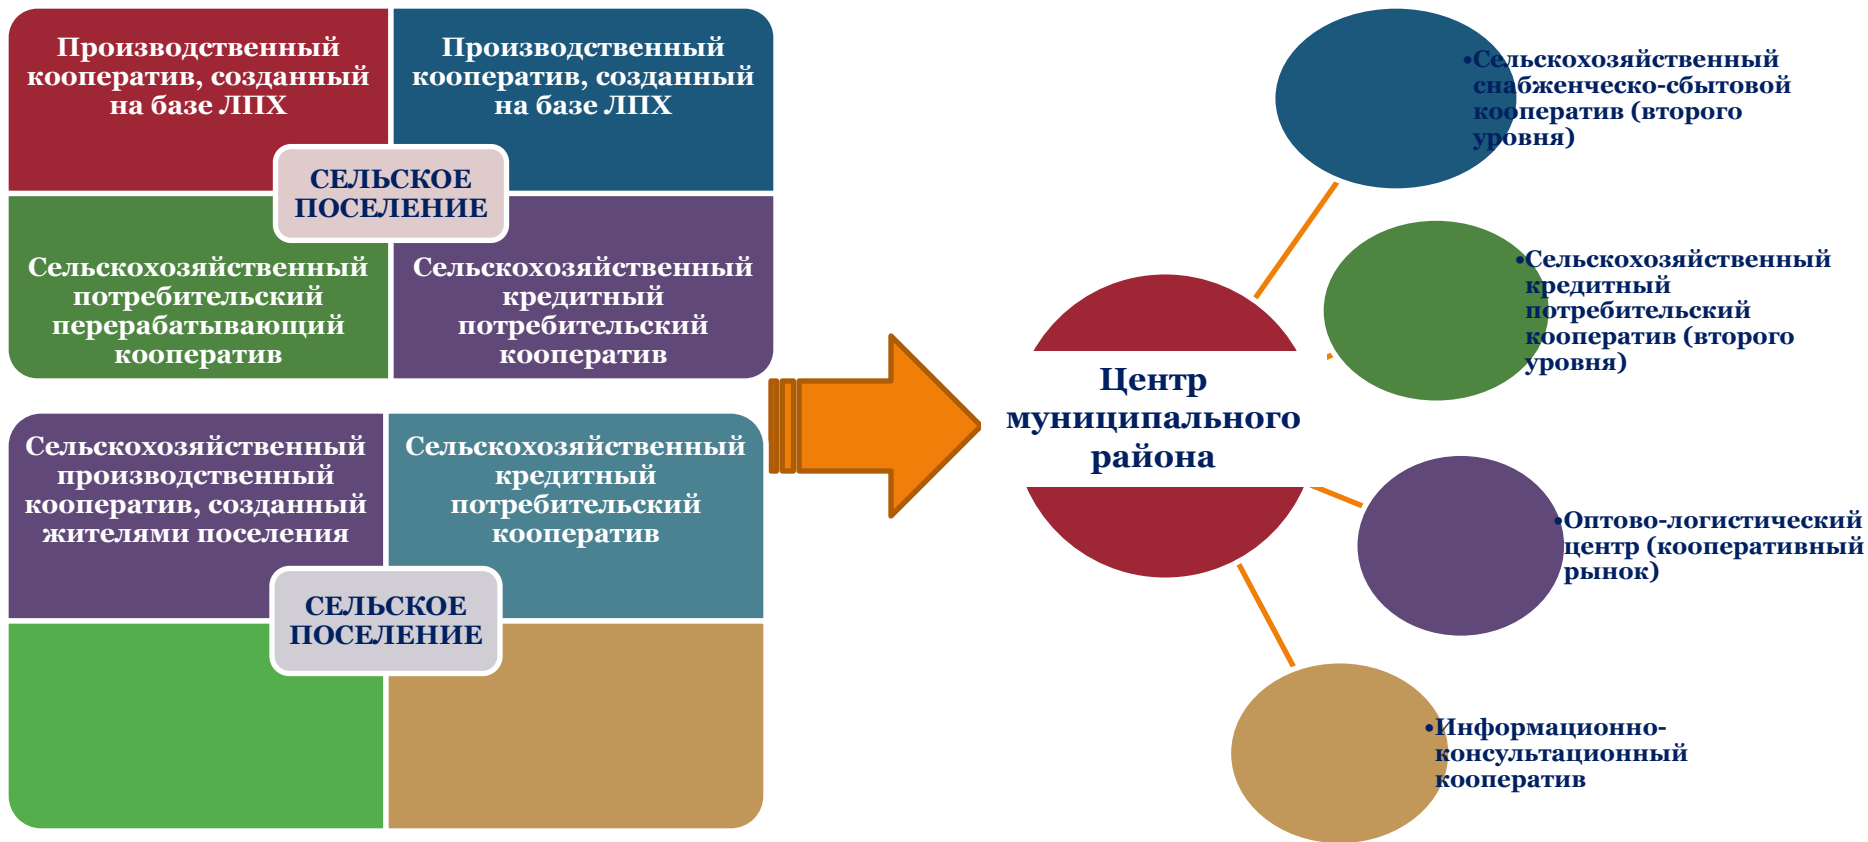 Производственный
кооператив, созданный
на базе ЛПХ
Производственный
кооператив, созданный
на базе ЛПХ
СЕЛЬСКОЕ
ПОСЕЛЕНИЕ
Сельскохозяйственный
потребительский
перерабатывающий
кооператив
Сельскохозяйственный
кредитный
потребительский
кооператив
Сельскохозяйственный
производственный
кооператив, созданный
жителями поселения
Сельскохозяйственный
кредитный
потребительский
кооператив
СЕЛЬСКОЕ
ПОСЕЛЕНИЕ
Центр
муниципального
района
•Сельскохозяйственный
снабженческо-сбытовой
кооператив (второго
уровня)
•Сельскохозяйственный
кредитный
потребительский
кооператив (второго
уровня)
•Оптово-логистический
центр (кооперативный
рынок)
•Информационно-
консультационный
кооператив